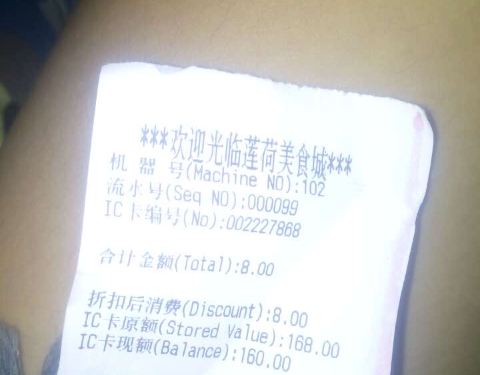 ***欢迎光临莲荷美食城***
机 器 号(Machine NO):102
流水号(Seq NO):000099
IC卡编号(No):002227868
合计金额(Total):8.00
折扣后消费(Discount):8.00
IC卡原额(Stored Value):168.00
IC卡现额(Balance):160.00